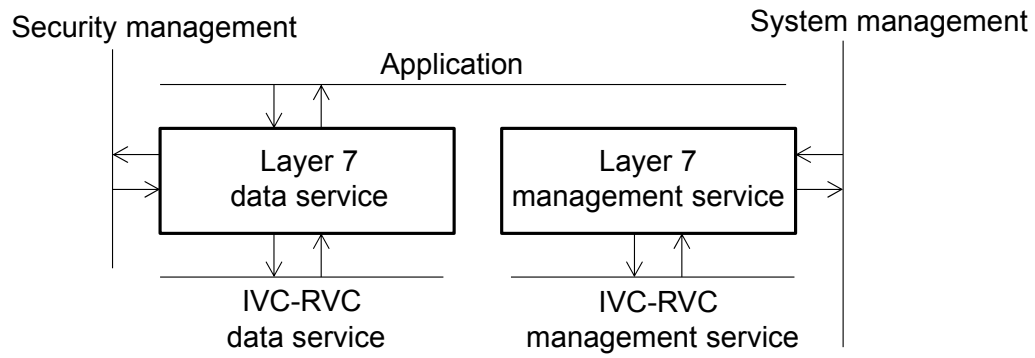 Security management
System management
Application
Layer 7
data service
Layer 7
management service
IVC-RVC
data service
IVC-RVC
management service